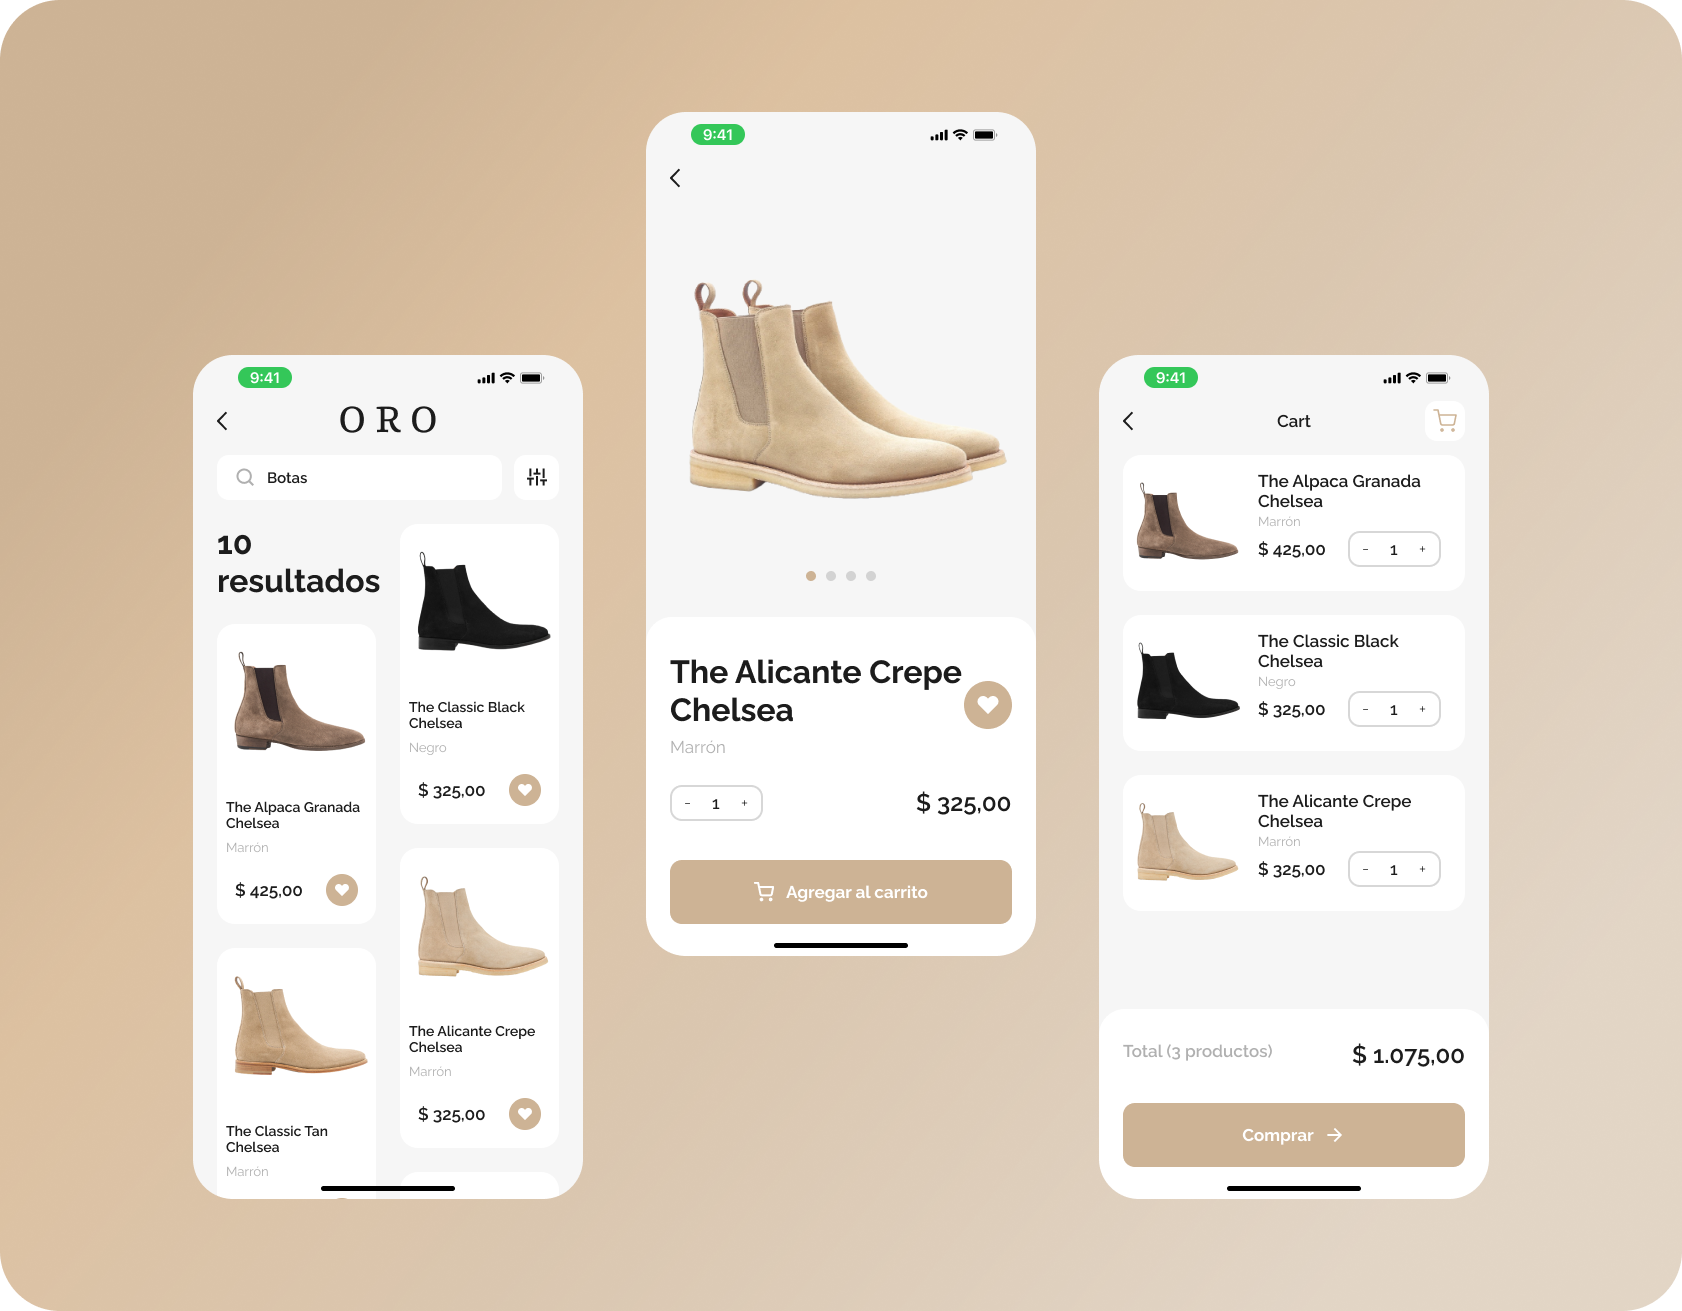 9:41
ORO
Botas
10
resultados
The Alpaca Granada
Chelsea
Marrón
$ 425,00
The Classic Tan
Chelsea
Marrón
The Classic Black
Chelsea
Negro
$ 325,00
The Alicante Crepe
Chelsea
Marrón
$ 325,00
9:41
The Alicante Crepe
Chelsea
Marrón
- 1 +
$ 325,00
Agregar al carrito
9:41
Cart
The Alpaca Granada
Chelsea
Marrón
$ 425,00 - 1 +
The Classic Black
Chelsea
Negro
$ 325,00 - 1 +
The Alicante Crepe
Chelsea
Marrón
$ 325,00 - 1 +
Total (3 productos) $ 1.075,00
Comprar